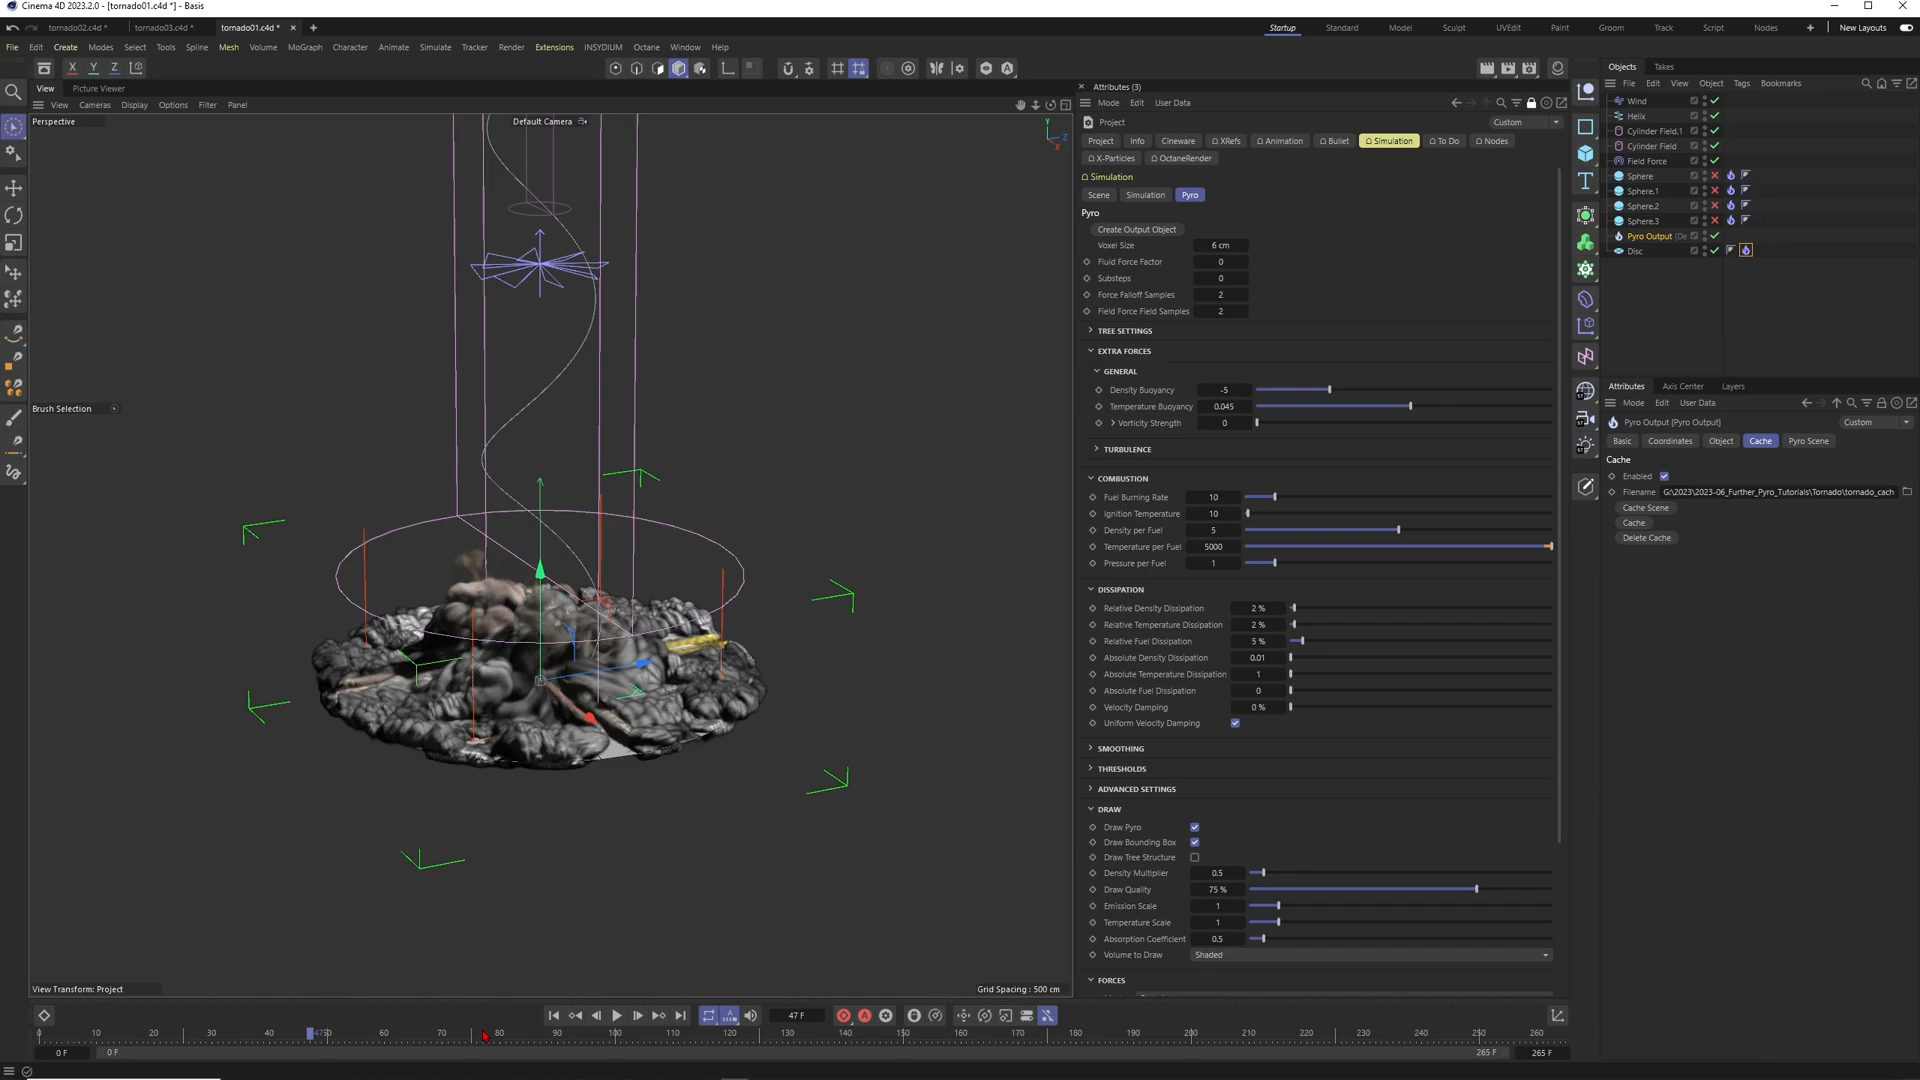 Cinema 4D 2023.2.0 - [tornado01.c4d *] - Basis
tornado02.c4d * tornado03.c4d * tornado01.c4d * × +
Startup Standard Model Sculpt UVEdit Paint Groom Track Script Nodes + New Layouts
File Edit Create Modes Select Tools Spline Mesh Volume MoGraph Character Animate Simulate Tracker Render Extensions INSYDIUM Octane Window Help
X Y Z
View Picture Viewer
View Cameras Display Options Filter Panel
Perspective
Default Camera
Y
Z
X
Brush Selection
View Transform: Project
Grid Spacing : 500 cm
Attributes (3)
Mode Edit User Data
Project
Custom
Project Info Cineware XRefs Animation Bullet Simulation To Do Nodes
X-Particles OctaneRender
Simulation
Scene Simulation Pyro
Pyro
Create Output Object
Voxel Size 6 cm
Fluid Force Factor 0
Substeps 0
Force Falloff Samples 2
Field Force Field Samples 2
TREE SETTINGS
EXTRA FORCES
GENERAL
Density Buoyancy -5
Temperature Buoyancy 0.045
Vorticity Strength 0
TURBULENCE
COMBUSTION
Fuel Burning Rate 10
Ignition Temperature 10
Density per Fuel 5
Temperature per Fuel 5000
Pressure per Fuel 1
DISSIPATION
Relative Density Dissipation 2 %
Relative Temperature Dissipation 2 %
Relative Fuel Dissipation 5 %
Absolute Density Dissipation 0.01
Absolute Temperature Dissipation 1
Absolute Fuel Dissipation 0
Velocity Damping 0 %
Uniform Velocity Damping
SMOOTHING
THRESHOLDS
ADVANCED SETTINGS
DRAW
Draw Pyro
Draw Bounding Box
Draw Tree Structure
Density Multiplier 0.5
Draw Quality 75 %
Emission Scale 1
Temperature Scale 1
Absorption Coefficient 0.5
Volume to Draw Shaded
FORCES
Objects Takes
File Edit View Object Tags Bookmarks
Wind
Helix
Cylinder Field.1
Cylinder Field
Field Force
Sphere
Sphere.1
Sphere.2
Sphere.3
Pyro Output (De
Disc
Attributes Axis Center Layers
Mode Edit User Data
Pyro Output [Pyro Output]
Custom
Basic Coordinates Object Cache Pyro Scene
Cache
Enabled
Filename G:\2023\2023-06_Further_Pyro_Tutorials\Tornado\tornado_cach
Cache Scene
Cache
Delete Cache
47 F
0 10 20 30 40 47 50 60 70 80 90 100 110 120 130 140 150 160 170 180 190 200 210 220 230 240 250 260
0 F 0 F 265 F 265 F